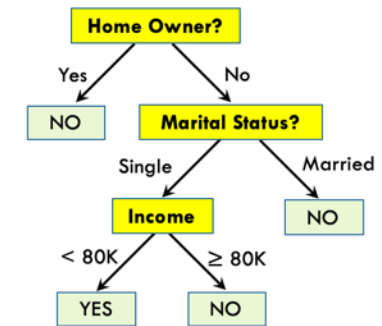 Home Owner?
Yes
No
NO
Marital Status?
Single
Married
Income
NO
< 80K
≥ 80K
YES
NO